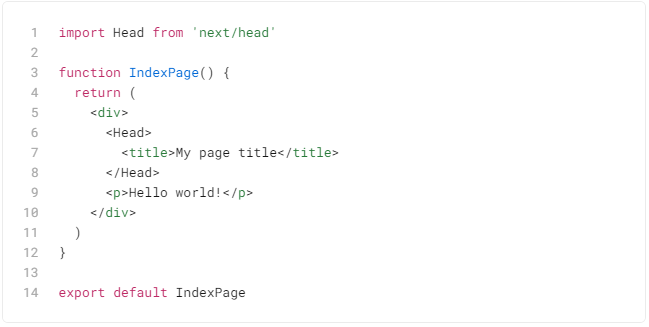 1 import Head from 'next/head'
2
3 function IndexPage() {
4   return (
5     <div>
6       <Head>
7         <title>My page title</title>
8       </Head>
9       <p>Hello world!</p>
10     </div>
11   )
12 }
13
14 export default IndexPage